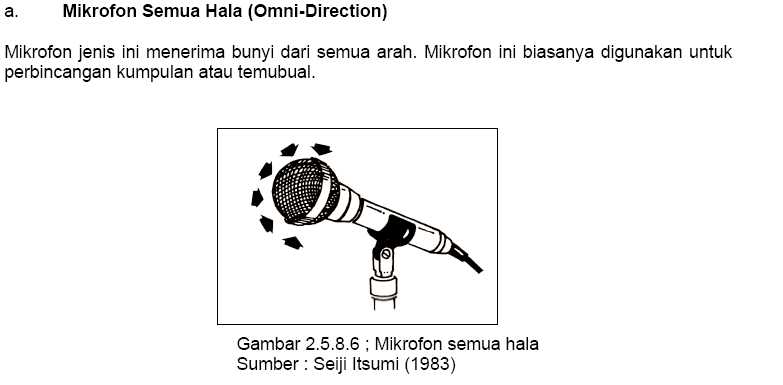 a. Mikrofon Semua Hala (Omni-Direction)
Mikrofon jenis ini menerima bunyi dari semua arah. Mikrofon ini biasanya digunakan untuk
perbincangan kumpulan atau temubual.
Gambar 2.5.8.6 ; Mikrofon semua hala
Sumber : Seiji Itsumi (1983)